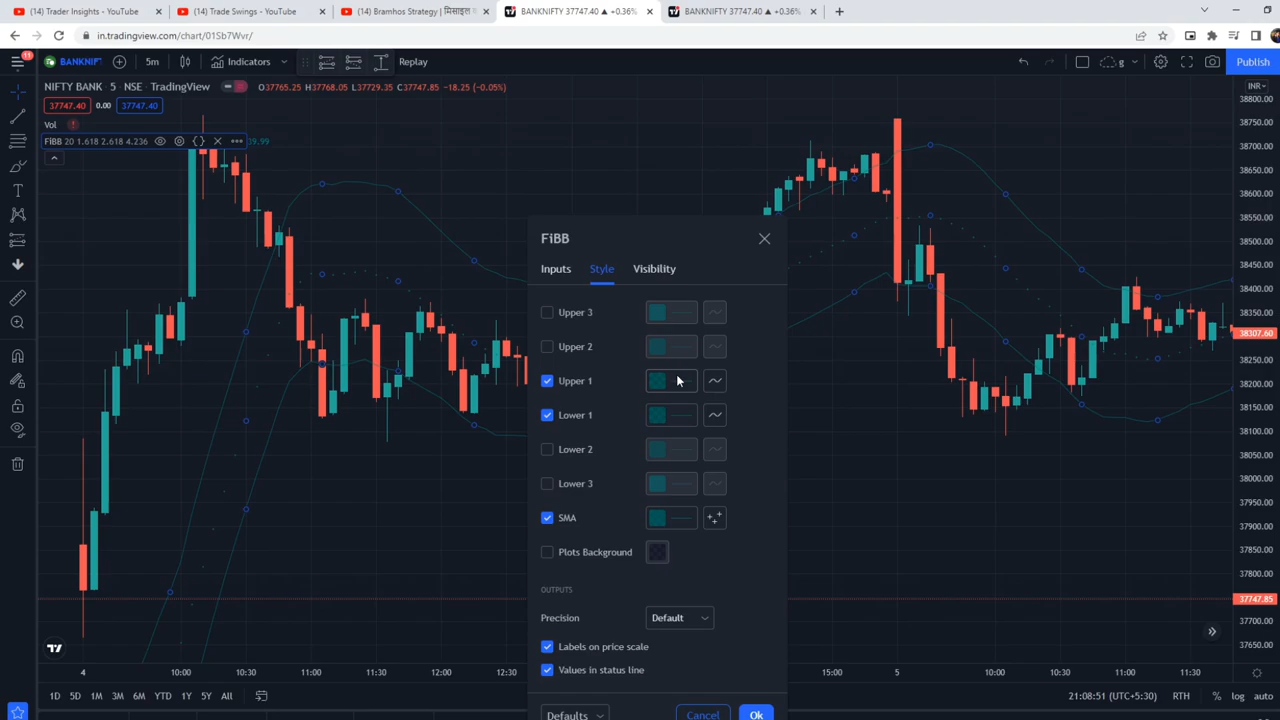 (14) Trader Insights - YouTube
(14) Trade Swings - YouTube
(14) Bramhos Strategy | मिसाइल
BANKNIFTY 37747.40 ▲ +0.36%
BANKNIFTY 37747.40 ▲ +0.36%
in.tradingview.com/chart/01Sb7Wvr/
11
BANKNIF
5m
Indicators
Replay
g
Publish
NIFTY BANK · 5 · NSE · TradingView
O37765.25 H37768.05 L37729.35 C37747.85 -18.25 (-0.05%)
INR
37747.40
0.00
37747.40
Vol
FiBB 20 1.618 2.618 4.236
39.99
38800.00
38750.00
38700.00
38650.00
38600.00
38550.00
38500.00
38450.00
38400.00
38350.00
38307.60
38250.00
38200.00
38150.00
38100.00
38050.00
38000.00
37950.00
37900.00
37850.00
37800.00
37747.85
37700.00
37650.00
FiBB
Inputs
Style
Visibility
Upper 3
Upper 2
Upper 1
Lower 1
Lower 2
Lower 3
SMA
Plots Background
OUTPUTS
Precision
Default
Labels on price scale
Values in status line
Defaults
Cancel
Ok
4
10:00
10:30
11:00
11:30
12:00
12:30
15:00
5
10:00
10:30
11:00
11:30
1D 5D 1M 3M 6M YTD 1Y 5Y All
21:08:51 (UTC+5:30)
RTH
%
log
auto